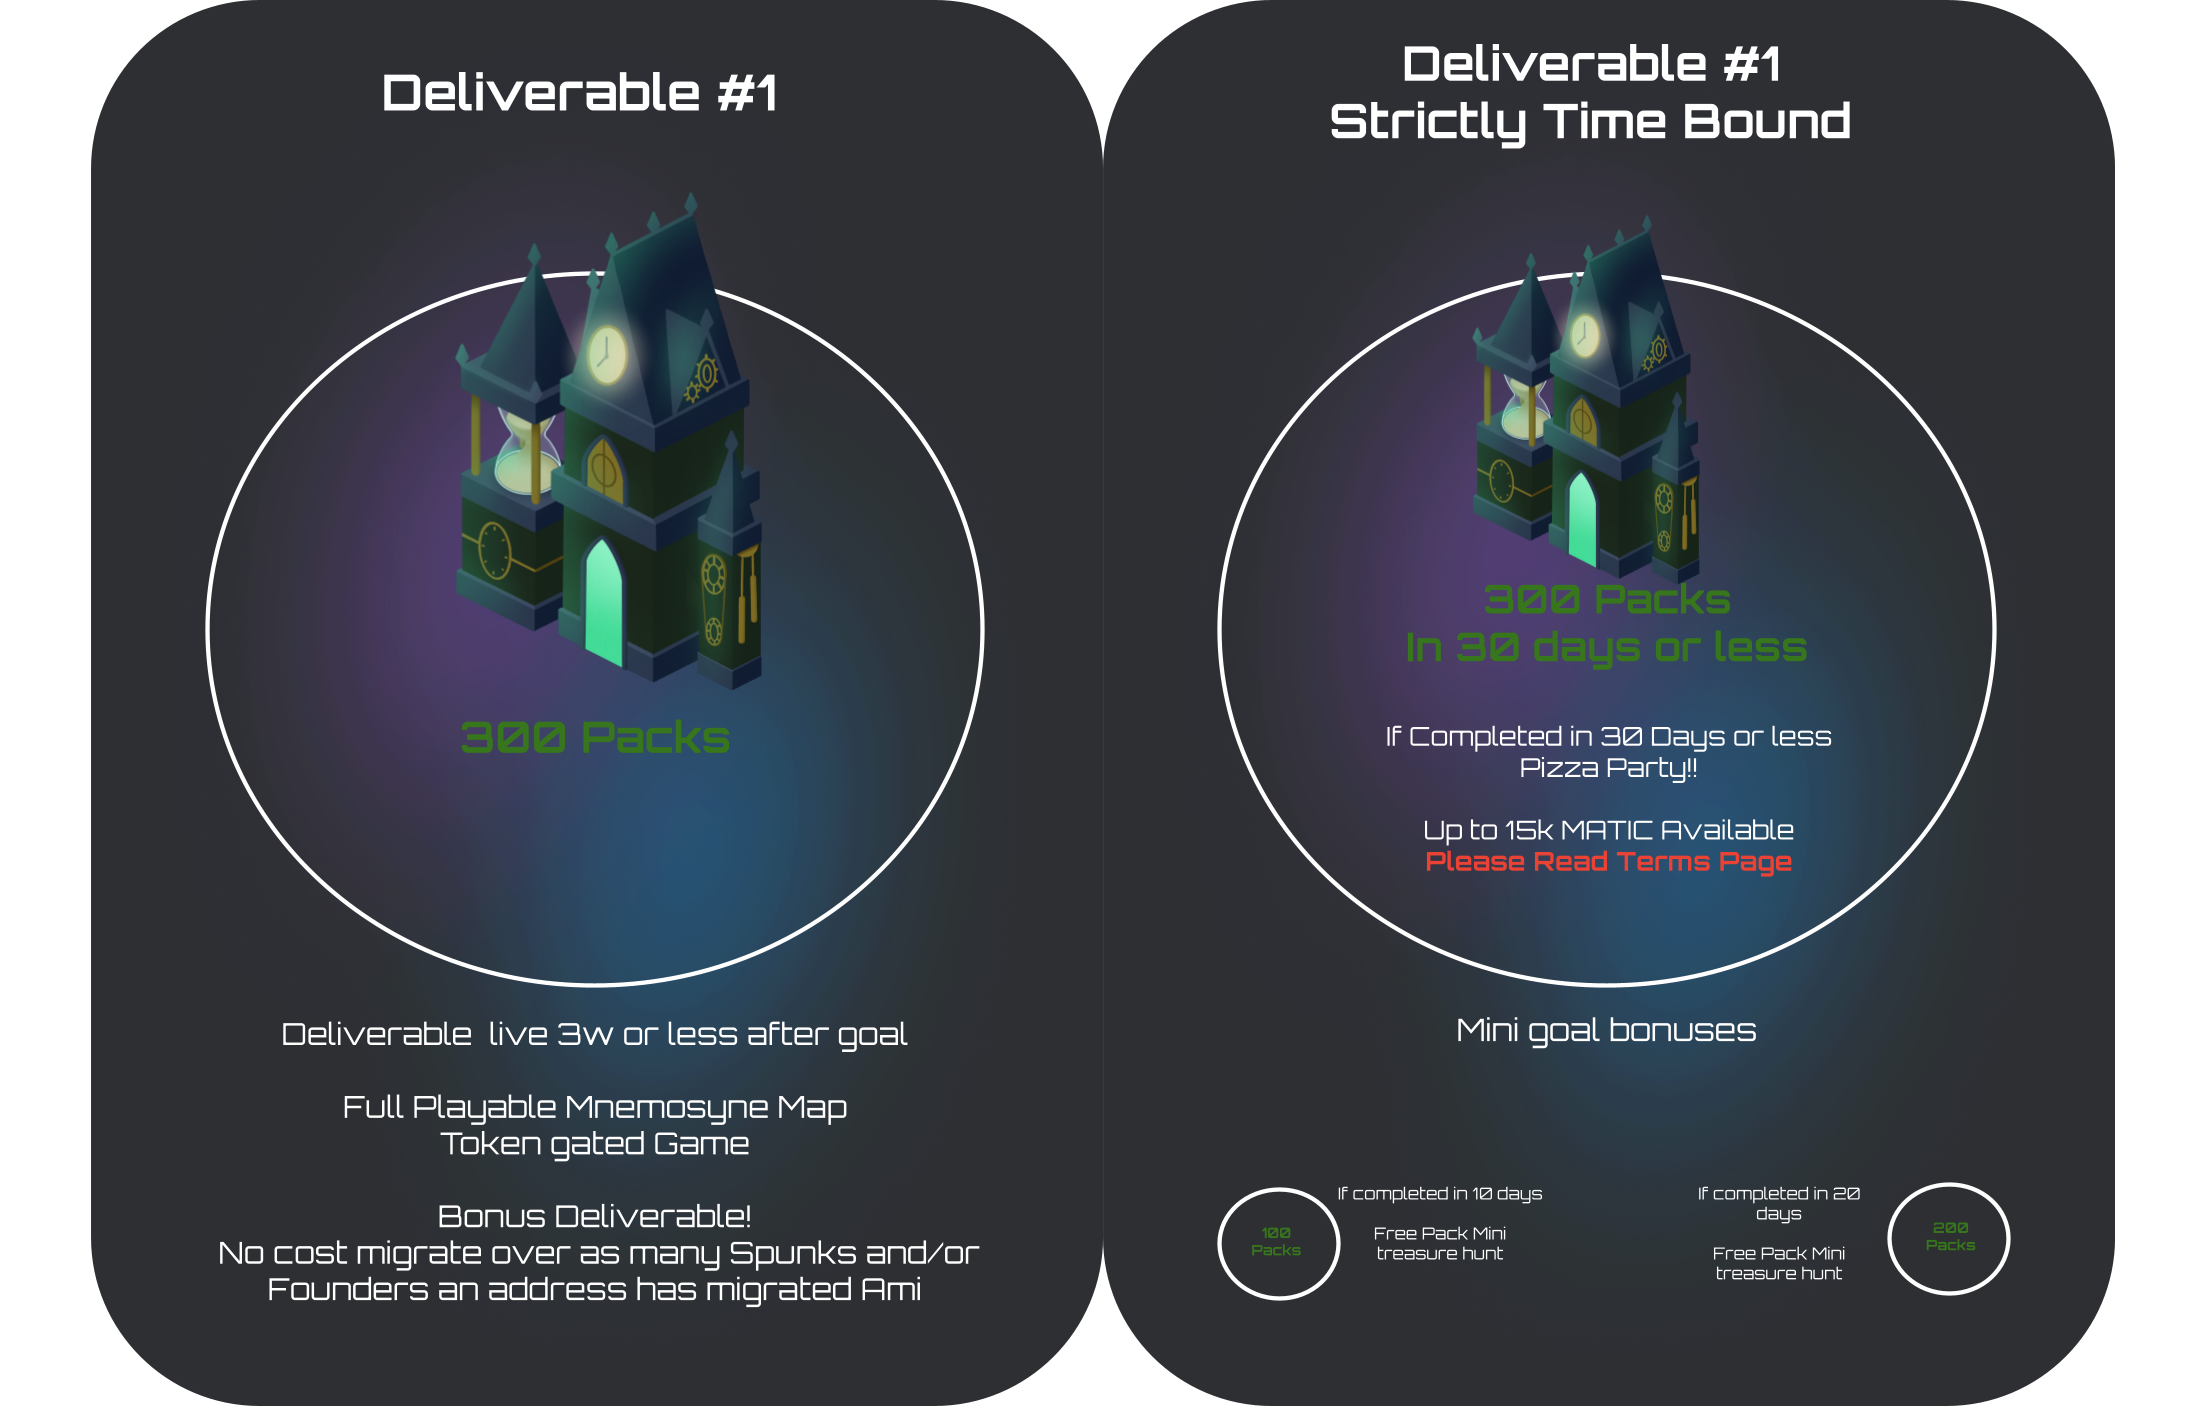 Deliverable #1
300 Packs
Deliverable  live 3w or less after goal
Full Playable Mnemosyne Map
Token gated Game
Bonus Deliverable!
No cost migrate over as many Spunks and/or
Founders an address has migrated Ami
Deliverable #1
Strictly Time Bound
300 Packs
In 30 days or less
If Completed in 30 Days or less
Pizza Party!!
Up to 15k MATIC Available
Please Read Terms Page
Mini goal bonuses
100
Packs
If completed in 10 days
Free Pack Mini
treasure hunt
If completed in 20
days
Free Pack Mini
treasure hunt
200
Packs